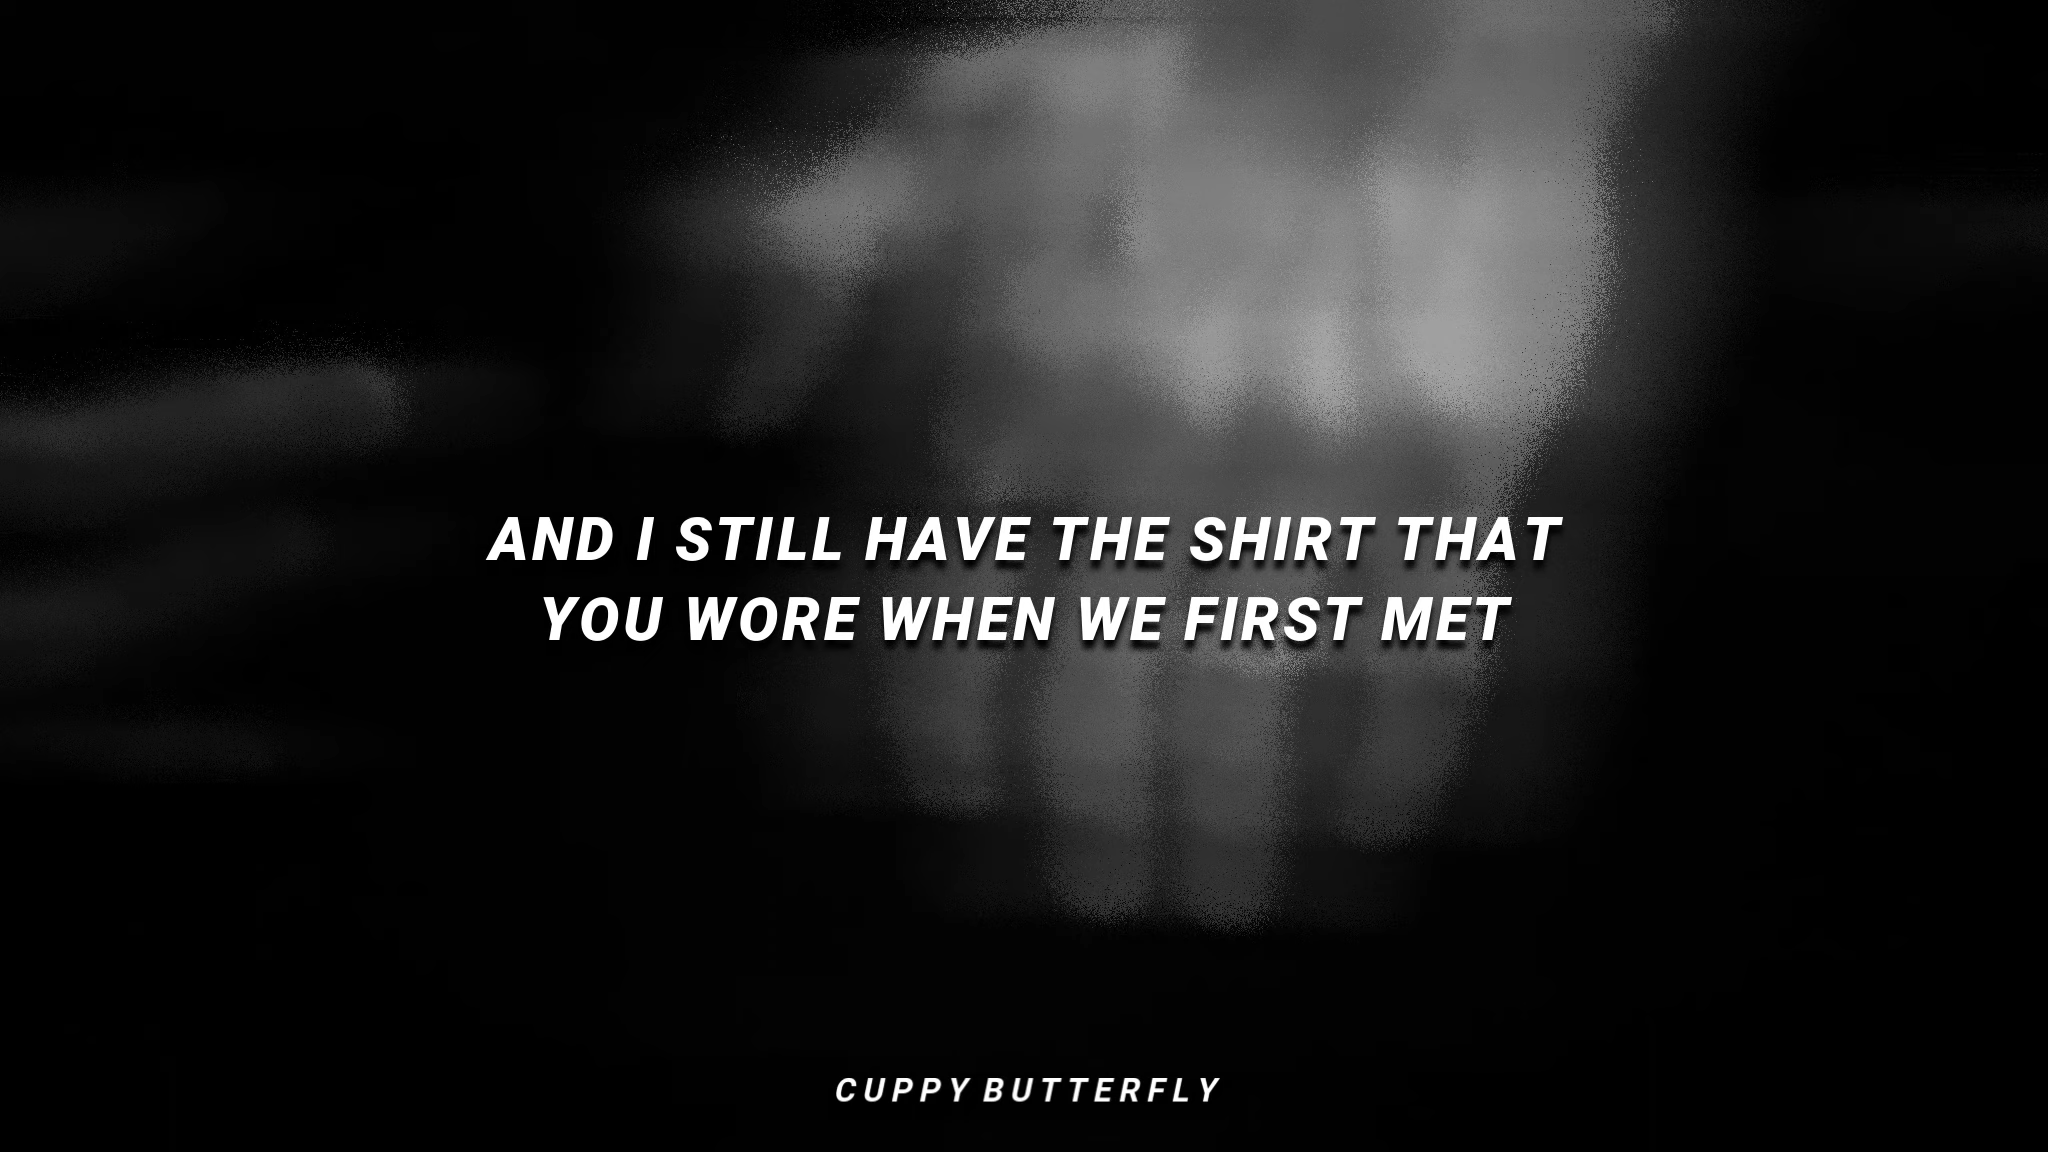 AND I STILL HAVE THE SHIRT THAT
YOU WORE WHEN WE FIRST MET
CUPPY BUTTERFLY